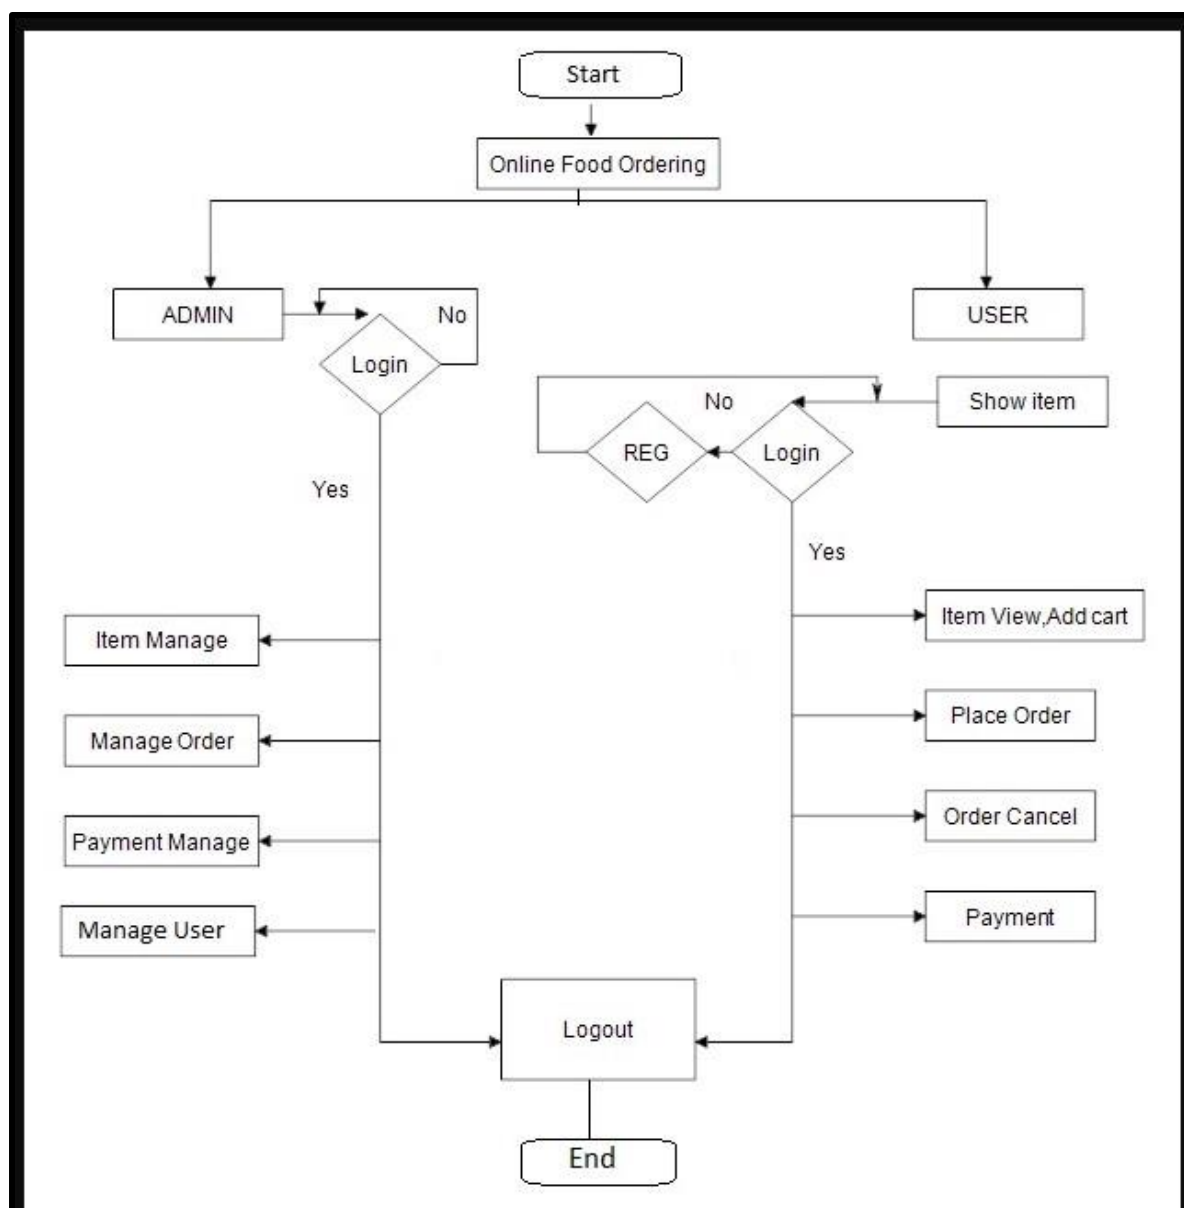 Start
Online Food Ordering
ADMIN
No
USER
Login
No
Show item
REG
Login
Yes
Yes
Item View,Add cart
Item Manage
Place Order
Manage Order
Order Cancel
Payment Manage
Payment
Manage User
Logout
End